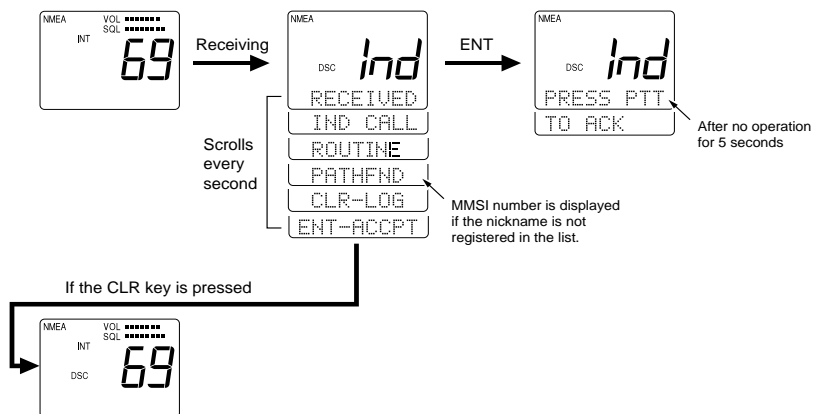 NMEA
VOL
SQL
INT
69
Receiving
NMEA
DSC
Ind
RECEIVED
IND CALL
ROUTINE
PATHFND
CLR-LOG
ENT-ACCPT
Scrolls
every
second
MMSI number is displayed
if the nickname is not
registered in the list.
ENT
NMEA
DSC
Ind
PRESS PTT
TO ACK
After no operation
for 5 seconds
If the CLR key is pressed
NMEA
VOL
SQL
INT
DSC
69